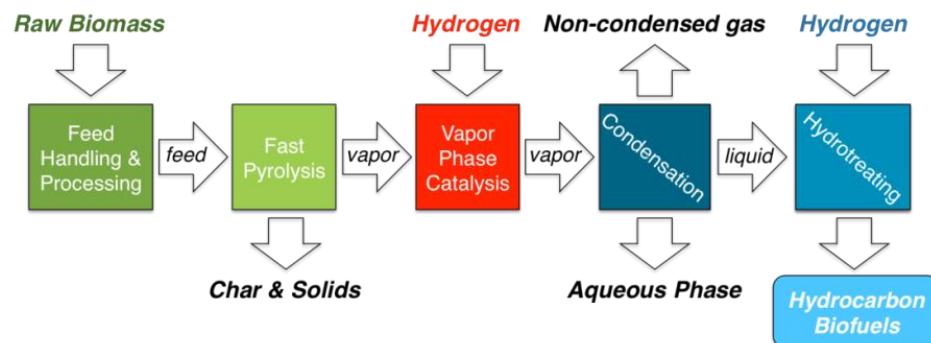 Raw Biomass
Hydrogen
Non-condensed gas
Hydrogen
Feed
Handling &
Processing
feed
Fast
Pyrolysis
vapor
Vapor
Phase
Catalysis
vapor
Condensation
liquid
Hydrotreating
Char & Solids
Aqueous Phase
Hydrocarbon
Biofuels